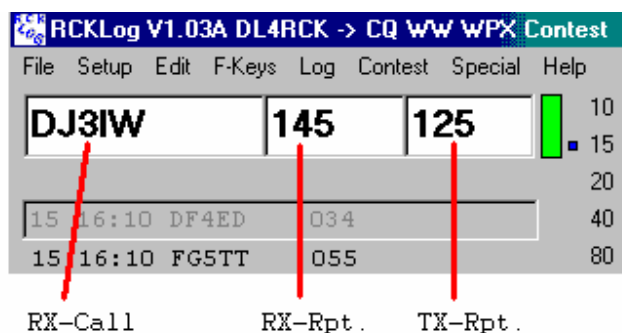 RCKLog V1.03A DL4RCK -> CQ WW WPX Contest
File Setup Edit F-Keys Log Contest Special Help
DJ3IW 145 125 10
15
20
15 16:10 DF4ED 034 40
15 16:10 FG5TT 055 80
RX-Call RX-Rpt. TX-Rpt.